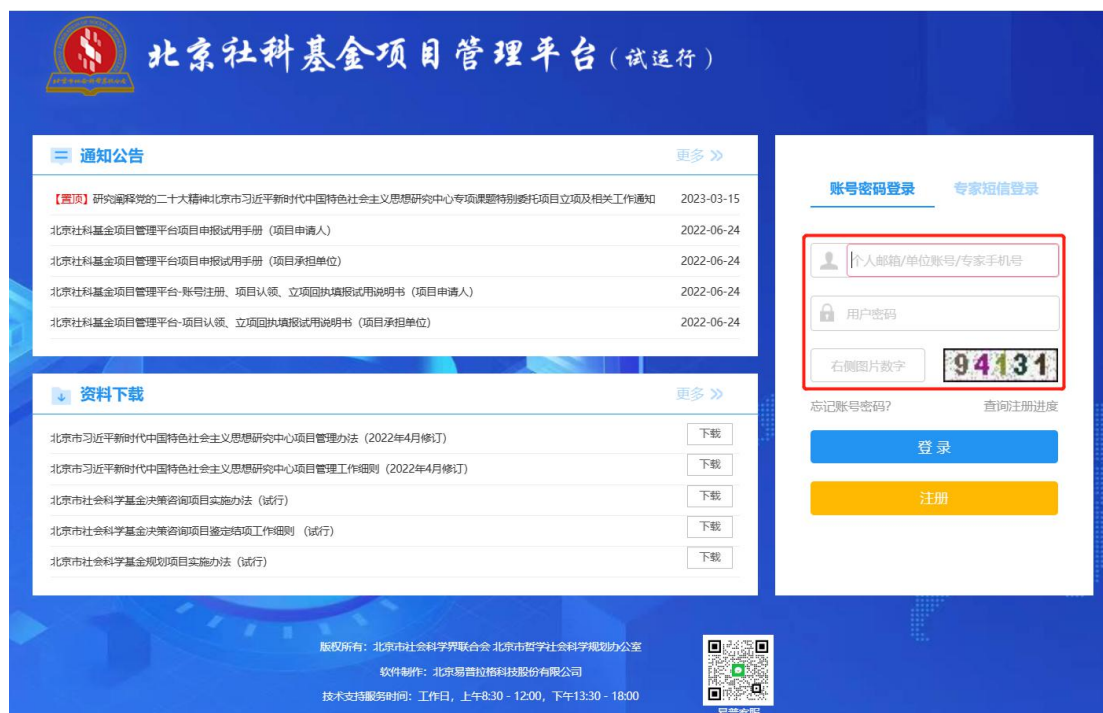 北京社科基金项目管理平台(试运行)
通知公告
更多
【置顶】研究阐释党的二十大精神北京市习近平新时代中国特色社会主义思想研究中心专项课题特别委托项目立项及相关工作通知 2023-03-15
北京社科基金项目管理平台项目申报试用手册（项目申请人） 2022-06-24
北京社科基金项目管理平台项目申报试用手册（项目承担单位） 2022-06-24
北京社科基金项目管理平台-账号注册、项目认领、立项回执填报试用说明书（项目申请人） 2022-06-24
北京社科基金项目管理平台-项目认领、立项回执填报试用说明书（项目承担单位） 2022-06-24
资料下载
更多
北京市习近平新时代中国特色社会主义思想研究中心项目管理办法（2022年4月修订） 下载
北京市习近平新时代中国特色社会主义思想研究中心项目管理工作细则（2022年4月修订） 下载
北京市社会科学基金决策咨询项目实施办法（试行） 下载
北京市社会科学基金决策咨询项目鉴定结项工作细则 （试行） 下载
北京市社会科学基金规划项目实施办法（试行） 下载
账号密码登录 专家短信登录
个人邮箱/单位账号/专家手机号
用户密码
右侧图片数字 94131
忘记账号密码? 查询注册进度
登 录
注册
版权所有：北京市社会科学界联合会 北京市哲学社会科学规划办公室
软件制作：北京易普拉格科技股份有限公司
技术支持服务时间：工作日，上午8:30 - 12:00，下午13:30 - 18:00
易普客服